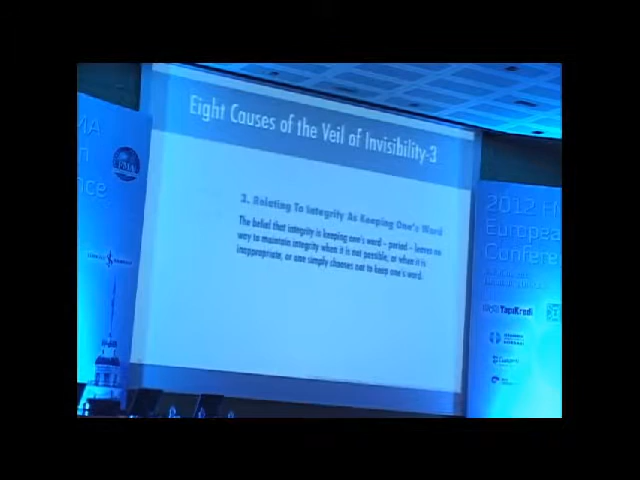 Eight Causes of the Veil of Invisibility-3
3. Relating To Integrity As Keeping One's Word
The belief that integrity is keeping one's word – period – leaves no
way to maintain integrity when it is not possible, or when it is
inappropriate, or one simply chooses not to keep one's word.
2012 FM
European
Conferen
YapıKredi